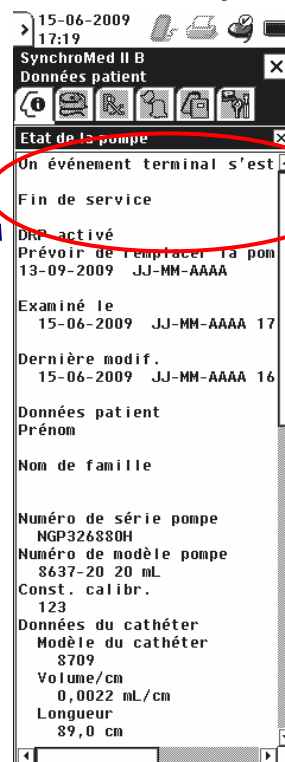 15-06-2009
17:19
SynchroMed II B
Données patient
Etat de la pompe
Un événement terminal s'est
Fin de service
DRP activé
Prévoir de remplacer la pom
13-09-2009 JJ-MM-AAAA
Examiné le
15-06-2009 JJ-MM-AAAA 17
Dernière modif.
15-06-2009 JJ-MM-AAAA 16
Données patient
Prénom
Nom de famille
Numéro de série pompe
NGP326880H
Numéro de modèle pompe
8637-20 20 mL
Const. calibr.
123
Données du cathéter
Modèle du cathéter
8709
Volume/cm
0,0022 mL/cm
Longueur
89,0 cm